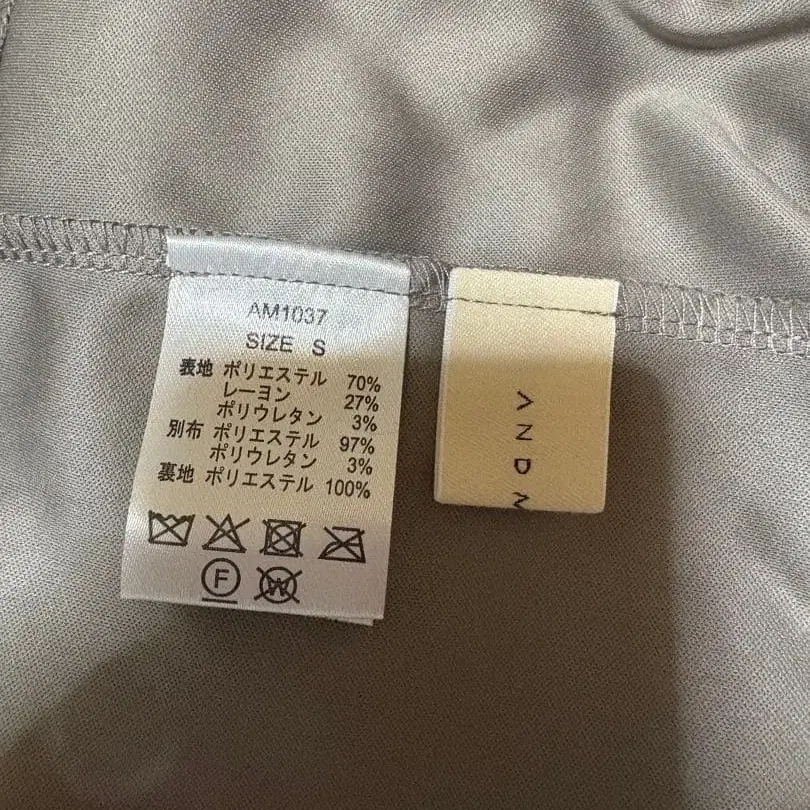 AM1037
SIZE S
表地 ポリエステル 70%
レーヨン 27%
ポリウレタン 3%
別布 ポリエステル 97%
ポリウレタン 3%
裏地 ポリエステル 100%
F
W
AND